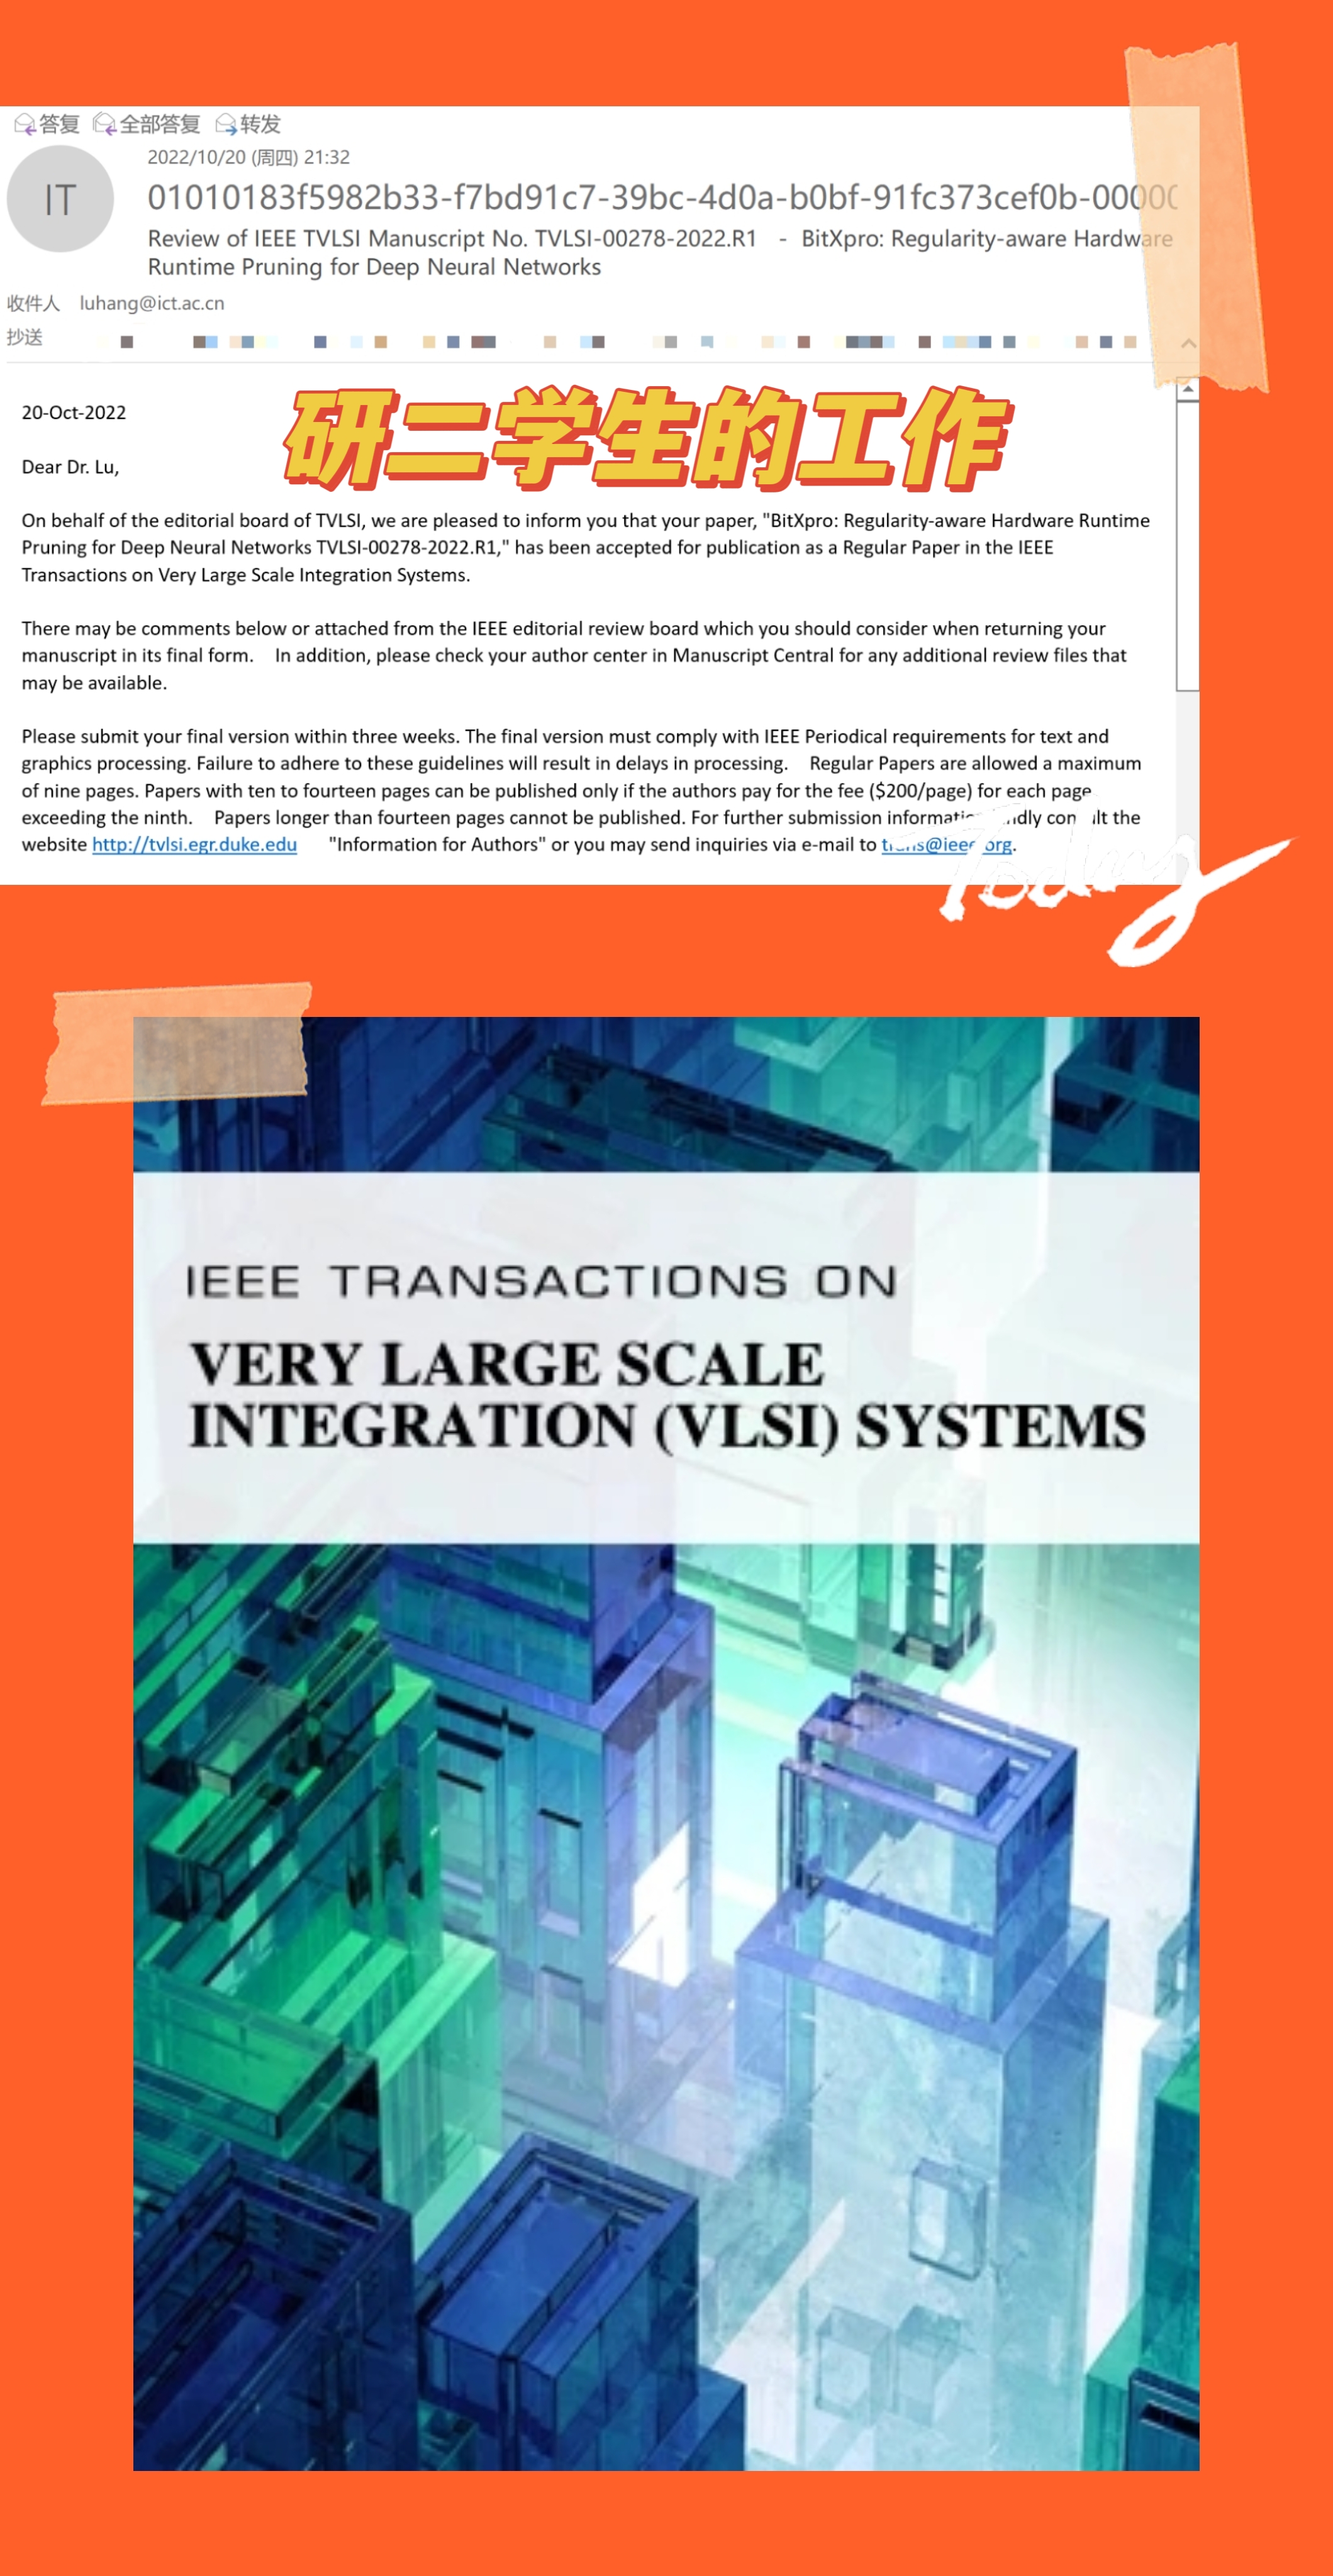 答复 全部答复 转发
IT
2022/10/20 (周四) 21:32
01010183f5982b33-f7bd91c7-39bc-4d0a-b0bf-91fc373cef0b-0000
Review of IEEE TVLSI Manuscript No. TVLSI-00278-2022.R1 - BitXpro: Regularity-aware Hardware
Runtime Pruning for Deep Neural Networks
收件人 luhang@ict.ac.cn
抄送
研二学生的工作
20-Oct-2022
Dear Dr. Lu,
On behalf of the editorial board of TVLSI, we are pleased to inform you that your paper, "BitXpro: Regularity-aware Hardware Runtime
Pruning for Deep Neural Networks TVLSI-00278-2022.R1," has been accepted for publication as a Regular Paper in the IEEE
Transactions on Very Large Scale Integration Systems.
There may be comments below or attached from the IEEE editorial review board which you should consider when returning your
manuscript in its final form. In addition, please check your author center in Manuscript Central for any additional review files that
may be available.
Please submit your final version within three weeks. The final version must comply with IEEE Periodical requirements for text and
graphics processing. Failure to adhere to these guidelines will result in delays in processing. Regular Papers are allowed a maximum
of nine pages. Papers with ten to fourteen pages can be published only if the authors pay for the fee ($200/page) for each page
exceeding the ninth. Papers longer than fourteen pages cannot be published. For further submission the
website http://tvlsi.egr.duke.edu "Information for Authors" or you may send inquiries via e-mail to
Today
IEEE TRANSACTIONS ON
VERY LARGE SCALE
INTEGRATION (VLSI) SYSTEMS